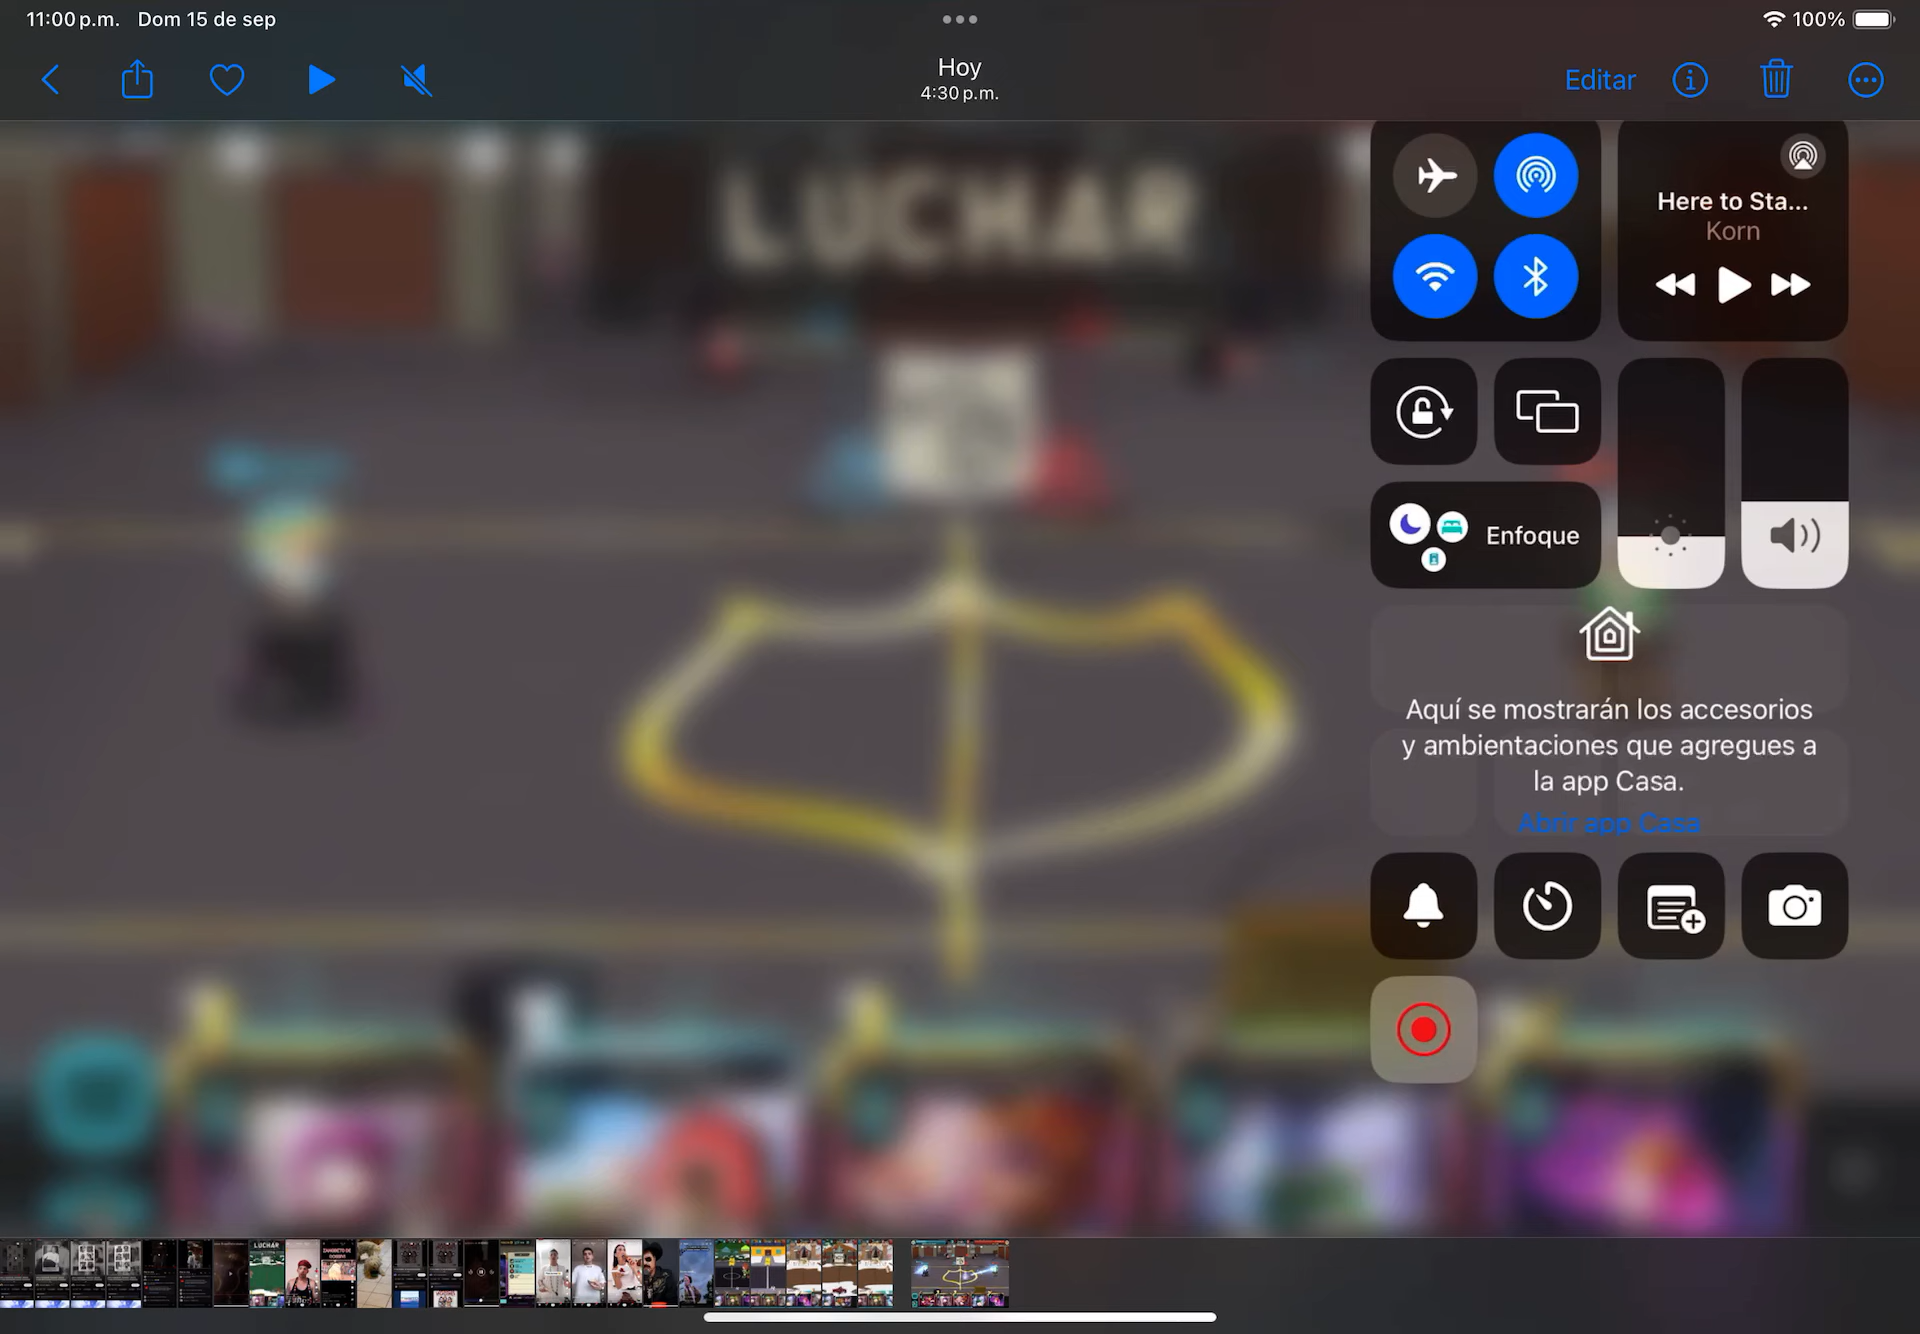 11:00 p.m. Dom 15 de sep
100%
Hoy
4:30 p.m.
Editar
LUCHAR
Here to Sta...
Korn
Enfoque
Aquí se mostrarán los accesorios
y ambientaciones que agregues a
la app Casa.
Abrir app Casa
LUCHAR